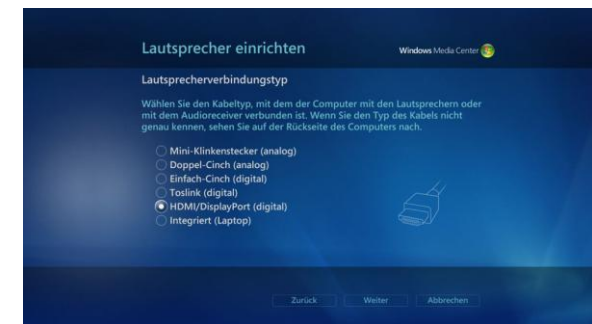 Lautsprecher einrichten
Windows Media Center
Lautsprecherverbindungstyp
Wählen Sie den Kabeltyp, mit dem der Computer mit den Lautsprechern oder
mit dem Audioreceiver verbunden ist. Wenn Sie den Typ des Kabels nicht
genau kennen, sehen Sie auf der Rückseite des Computers nach.
Mini-Klinkenstecker (analog)
Doppel-Cinch (analog)
Einfach-Cinch (digital)
Toslink (digital)
HDMI/DisplayPort (digital)
Integriert (Laptop)
Zurück Weiter Abbrechen